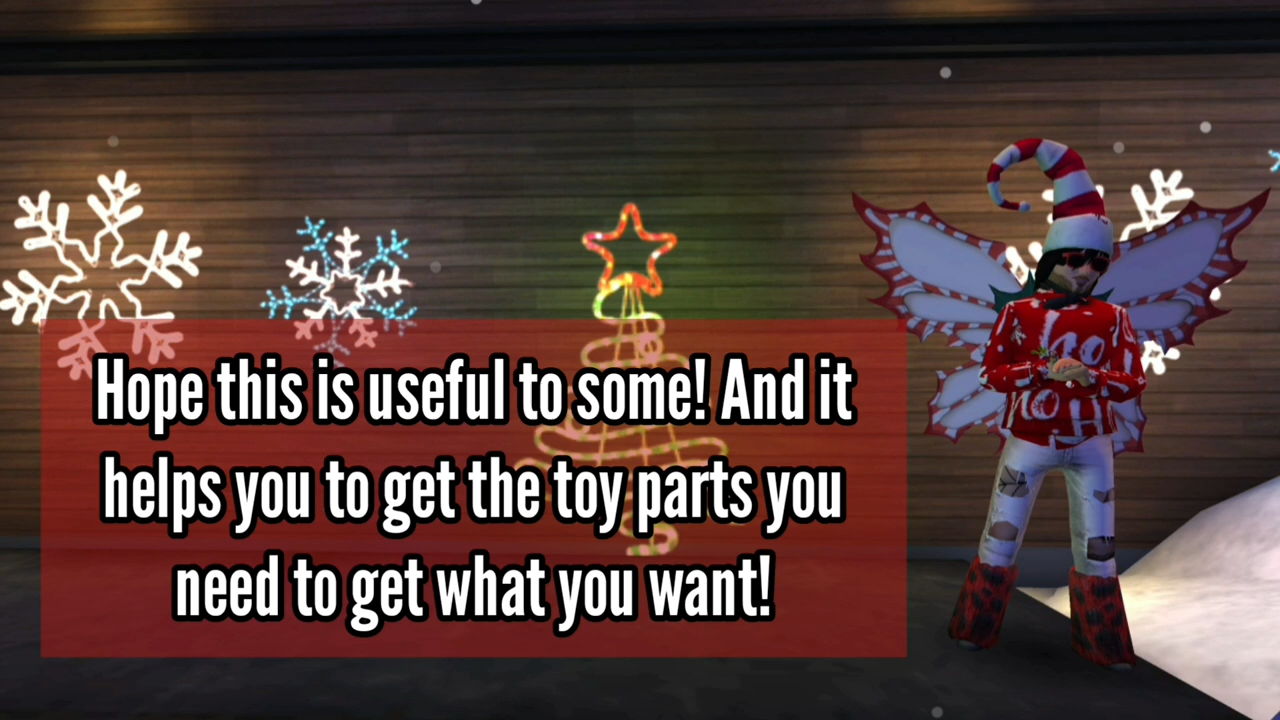 Hope this is useful to some! And it
helps you to get the toy parts you
need to get what you want!